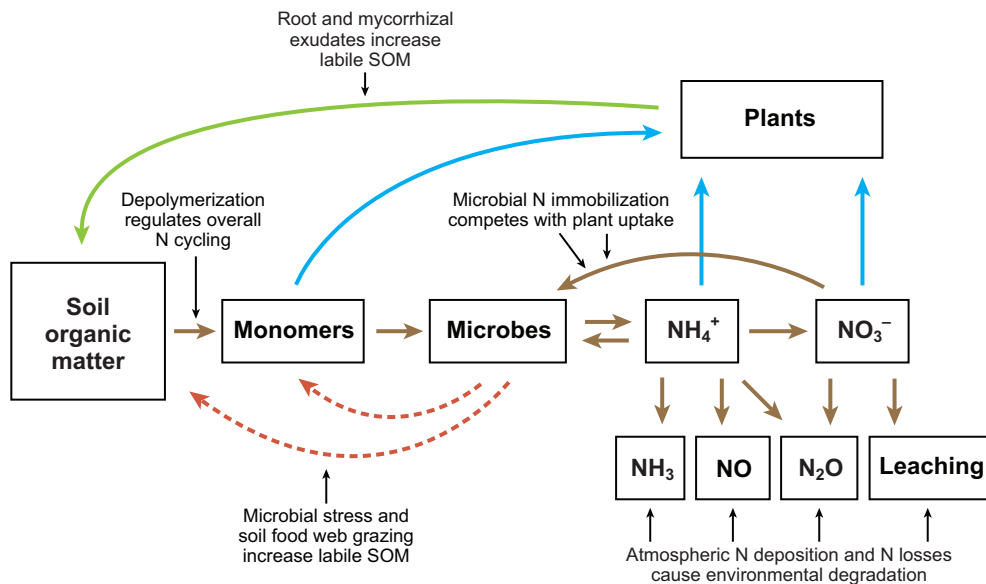 Root and mycorrhizal
exudates increase
labile SOM
Plants
Depolymerization
regulates overall
N cycling
Microbial N immobilization
competes with plant uptake
Soil
organic
matter
Monomers
Microbes
NH₄⁺
NO₃⁻
NH₃
NO
N₂O
Leaching
Microbial stress and
soil food web grazing
increase labile SOM
Atmospheric N deposition and N losses
cause environmental degradation